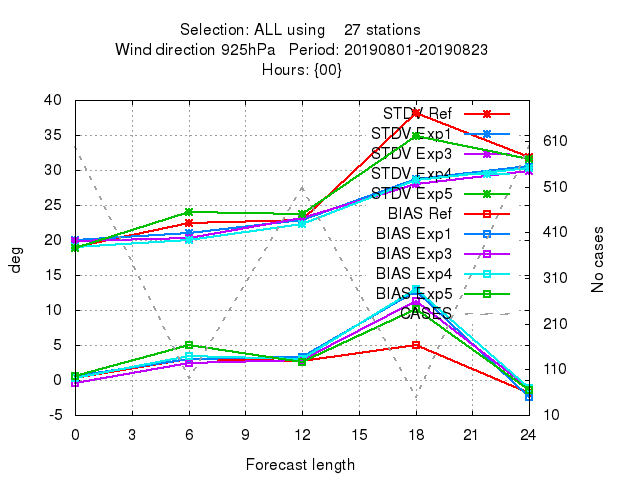 Selection: ALL using 27 stations
Wind direction 925hPa Period: 20190801-20190823
Hours: {00}
40
35
30
25
20
15
10
5
0
-5
deg
STDV Ref
STDV Exp1
STDV Exp3
STDV Exp4
STDV Exp5
BIAS Ref
BIAS Exp1
BIAS Exp3
BIAS Exp4
BIAS Exp5
CASES
610
510
410
310
210
110
10
No cases
0 3 6 9 12 15 18 21 24
Forecast length